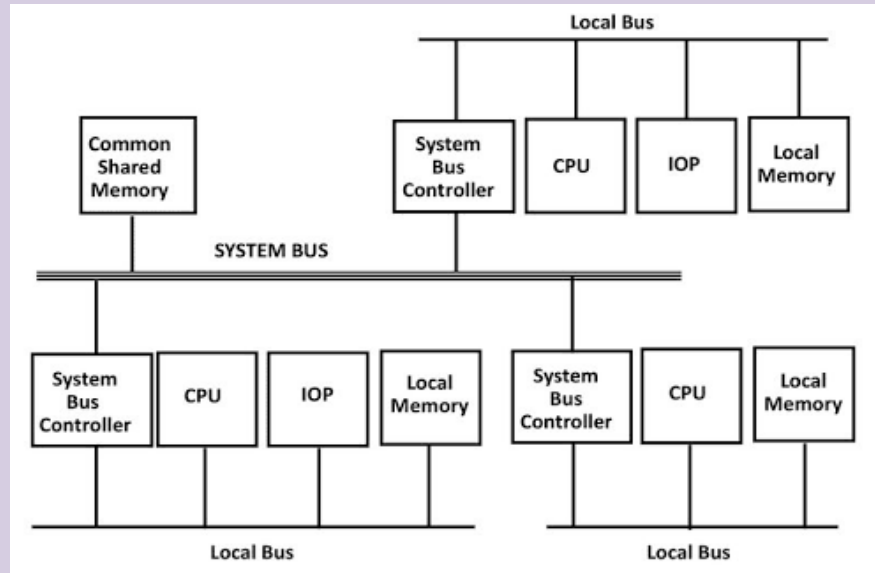 Local Bus
Common
Shared
Memory
System
Bus
Controller
CPU
IOP
Local
Memory
SYSTEM BUS
System
Bus
Controller
CPU
IOP
Local
Memory
System
Bus
Controller
CPU
Local
Memory
Local Bus
Local Bus